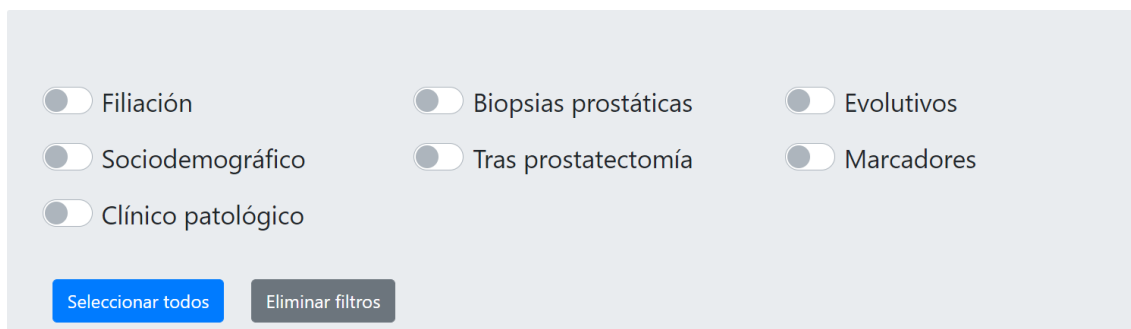 Filiación
Biopsias prostáticas
Evolutivos
Sociodemográfico
Tras prostatectomía
Marcadores
Clínico patológico
Seleccionar todos
Eliminar filtros